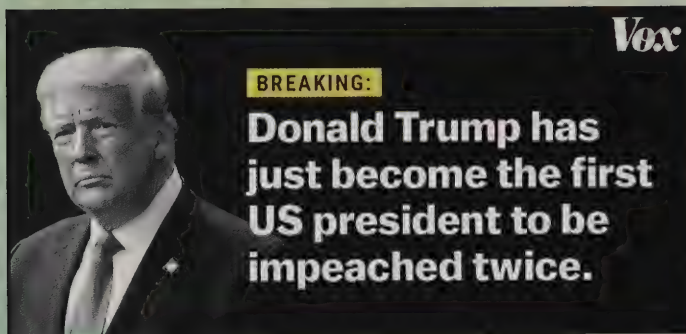 Vox
BREAKING:
Donald Trump has
just become the first
US president to be
impeached twice.